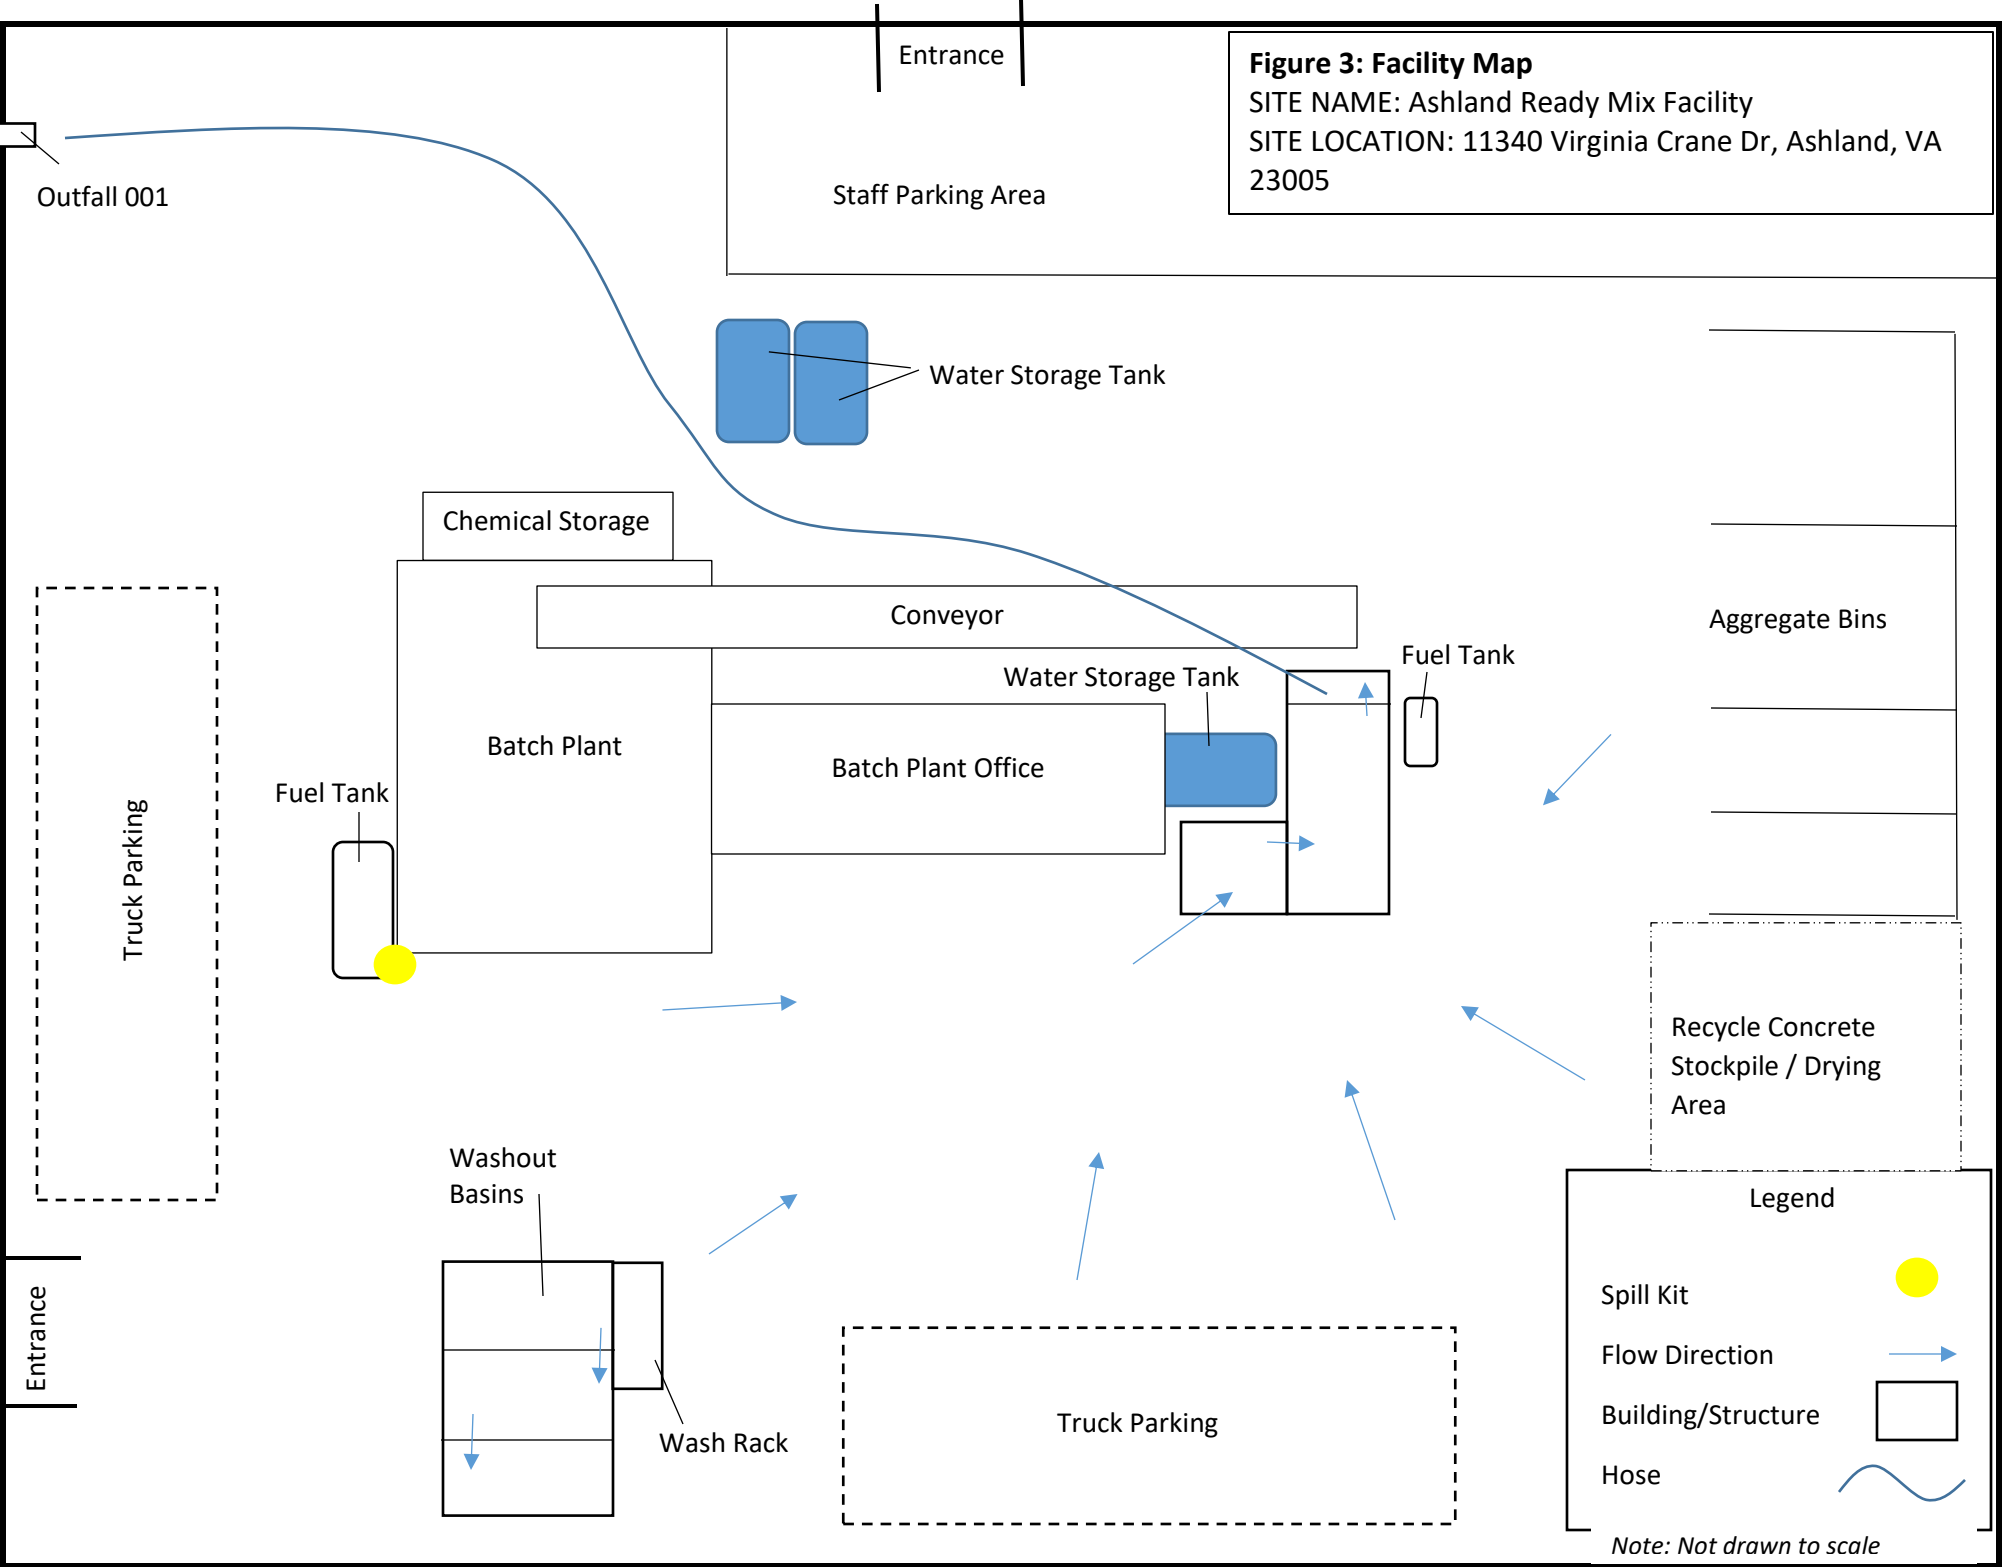 Entrance
Figure 3: Facility Map
SITE NAME: Ashland Ready Mix Facility
SITE LOCATION: 11340 Virginia Crane Dr, Ashland, VA
23005
Outfall 001
Staff Parking Area
Water Storage Tank
Chemical Storage
Conveyor
Aggregate Bins
Fuel Tank
Water Storage Tank
Batch Plant
Batch Plant Office
Fuel Tank
Truck Parking
Recycle Concrete
Stockpile / Drying
Area
Washout
Basins
Entrance
Wash Rack
Truck Parking
Legend
Spill Kit
Flow Direction
Building/Structure
Hose
Note: Not drawn to scale